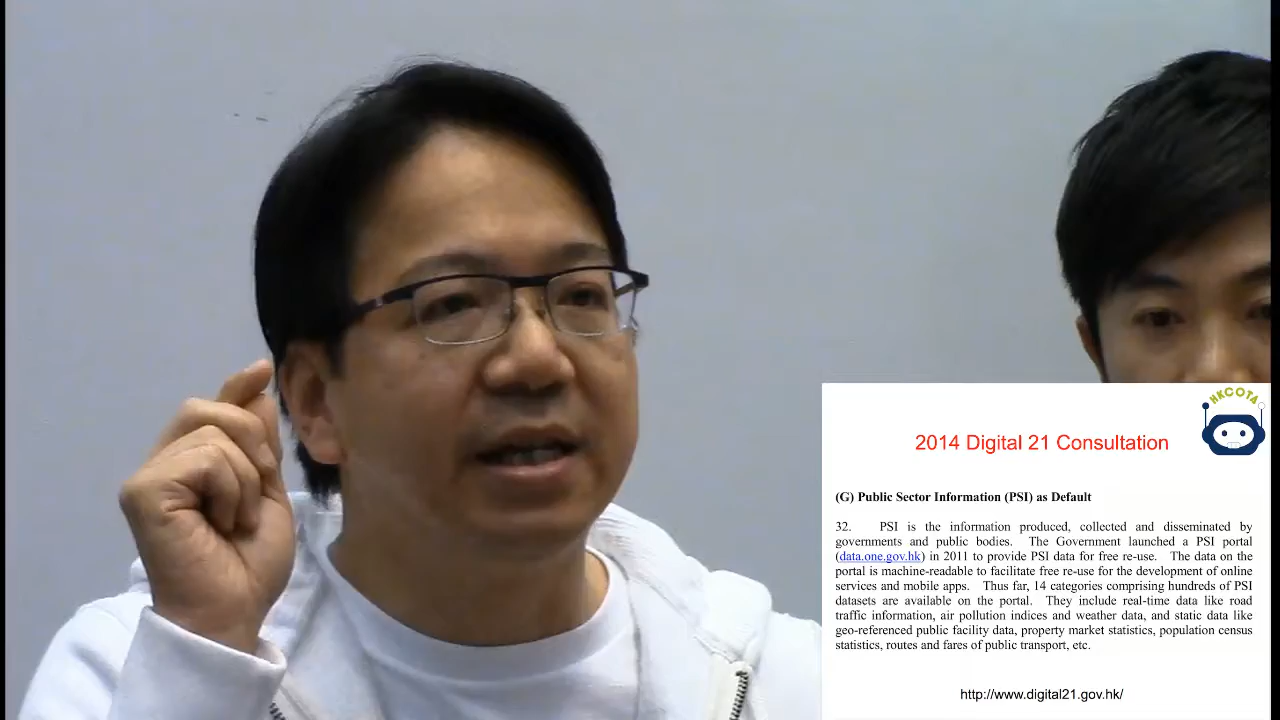 HKCOTA
2014 Digital 21 Consultation
(G) Public Sector Information (PSI) as Default
32. PSI is the information produced, collected and disseminated by
governments and public bodies. The Government launched a PSI portal
(data.one.gov.hk) in 2011 to provide PSI data for free re-use. The data on the
portal is machine-readable to facilitate free re-use for the development of online
services and mobile apps. Thus far, 14 categories comprising hundreds of PSI
datasets are available on the portal. They include real-time data like road
traffic information, air pollution indices and weather data, and static data like
geo-referenced public facility data, property market statistics, population census
statistics, routes and fares of public transport, etc.
http://www.digital21.gov.hk/